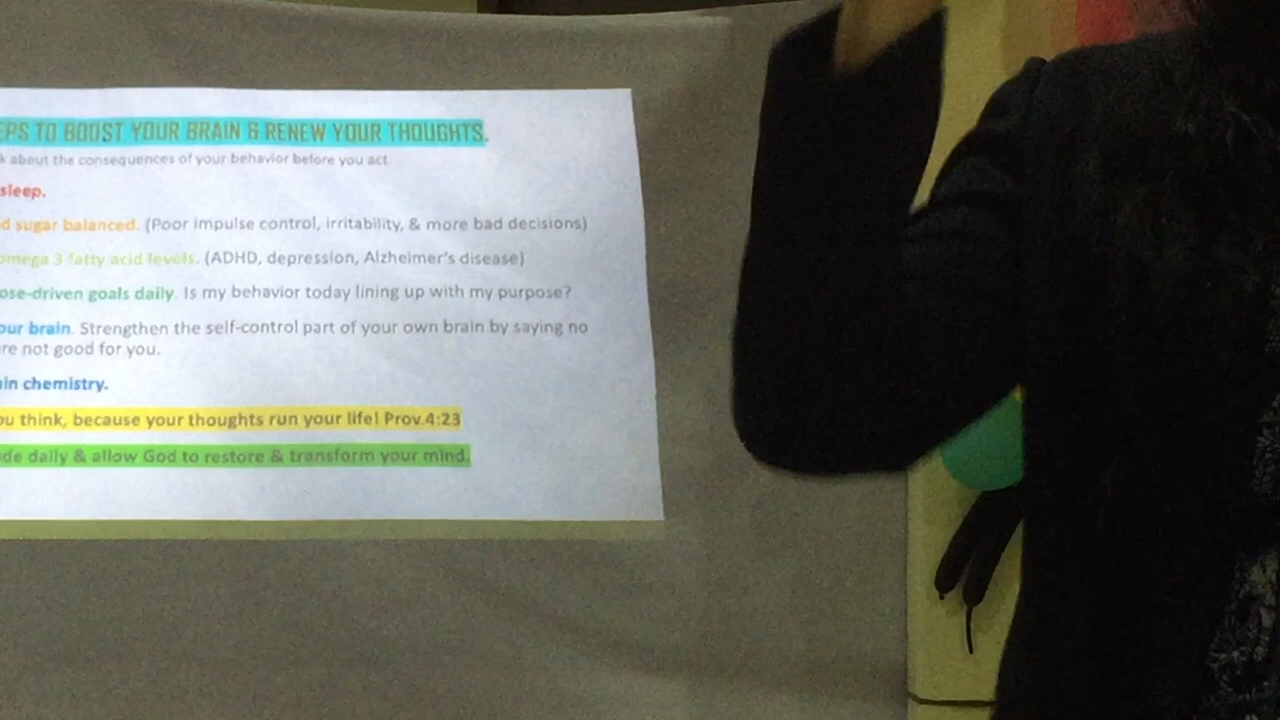 EPS TO BOOST YOUR BRAIN & RENEW YOUR THOUGHTS.
k about the consequences of your behavior before you act.
sleep.
d sugar balanced. (Poor impulse control, irritability, & more bad decisions)
omega 3 fatty acid levels. (ADHD, depression, Alzheimer's disease)
ose-driven goals daily. Is my behavior today lining up with my purpose?
our brain. Strengthen the self-control part of your own brain by saying no
re not good for you.
in chemistry.
ou think, because your thoughts run your life! Prov.4:23
de daily & allow God to restore & transform your mind.